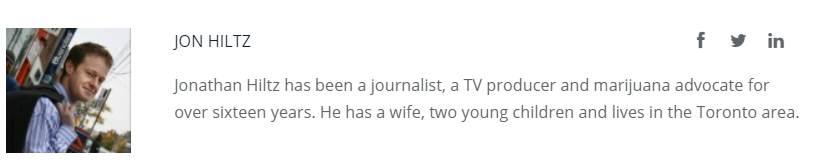 JON HILTZ
Jonathan Hiltz has been a journalist, a TV producer and marijuana advocate for
over sixteen years. He has a wife, two young children and lives in the Toronto area.